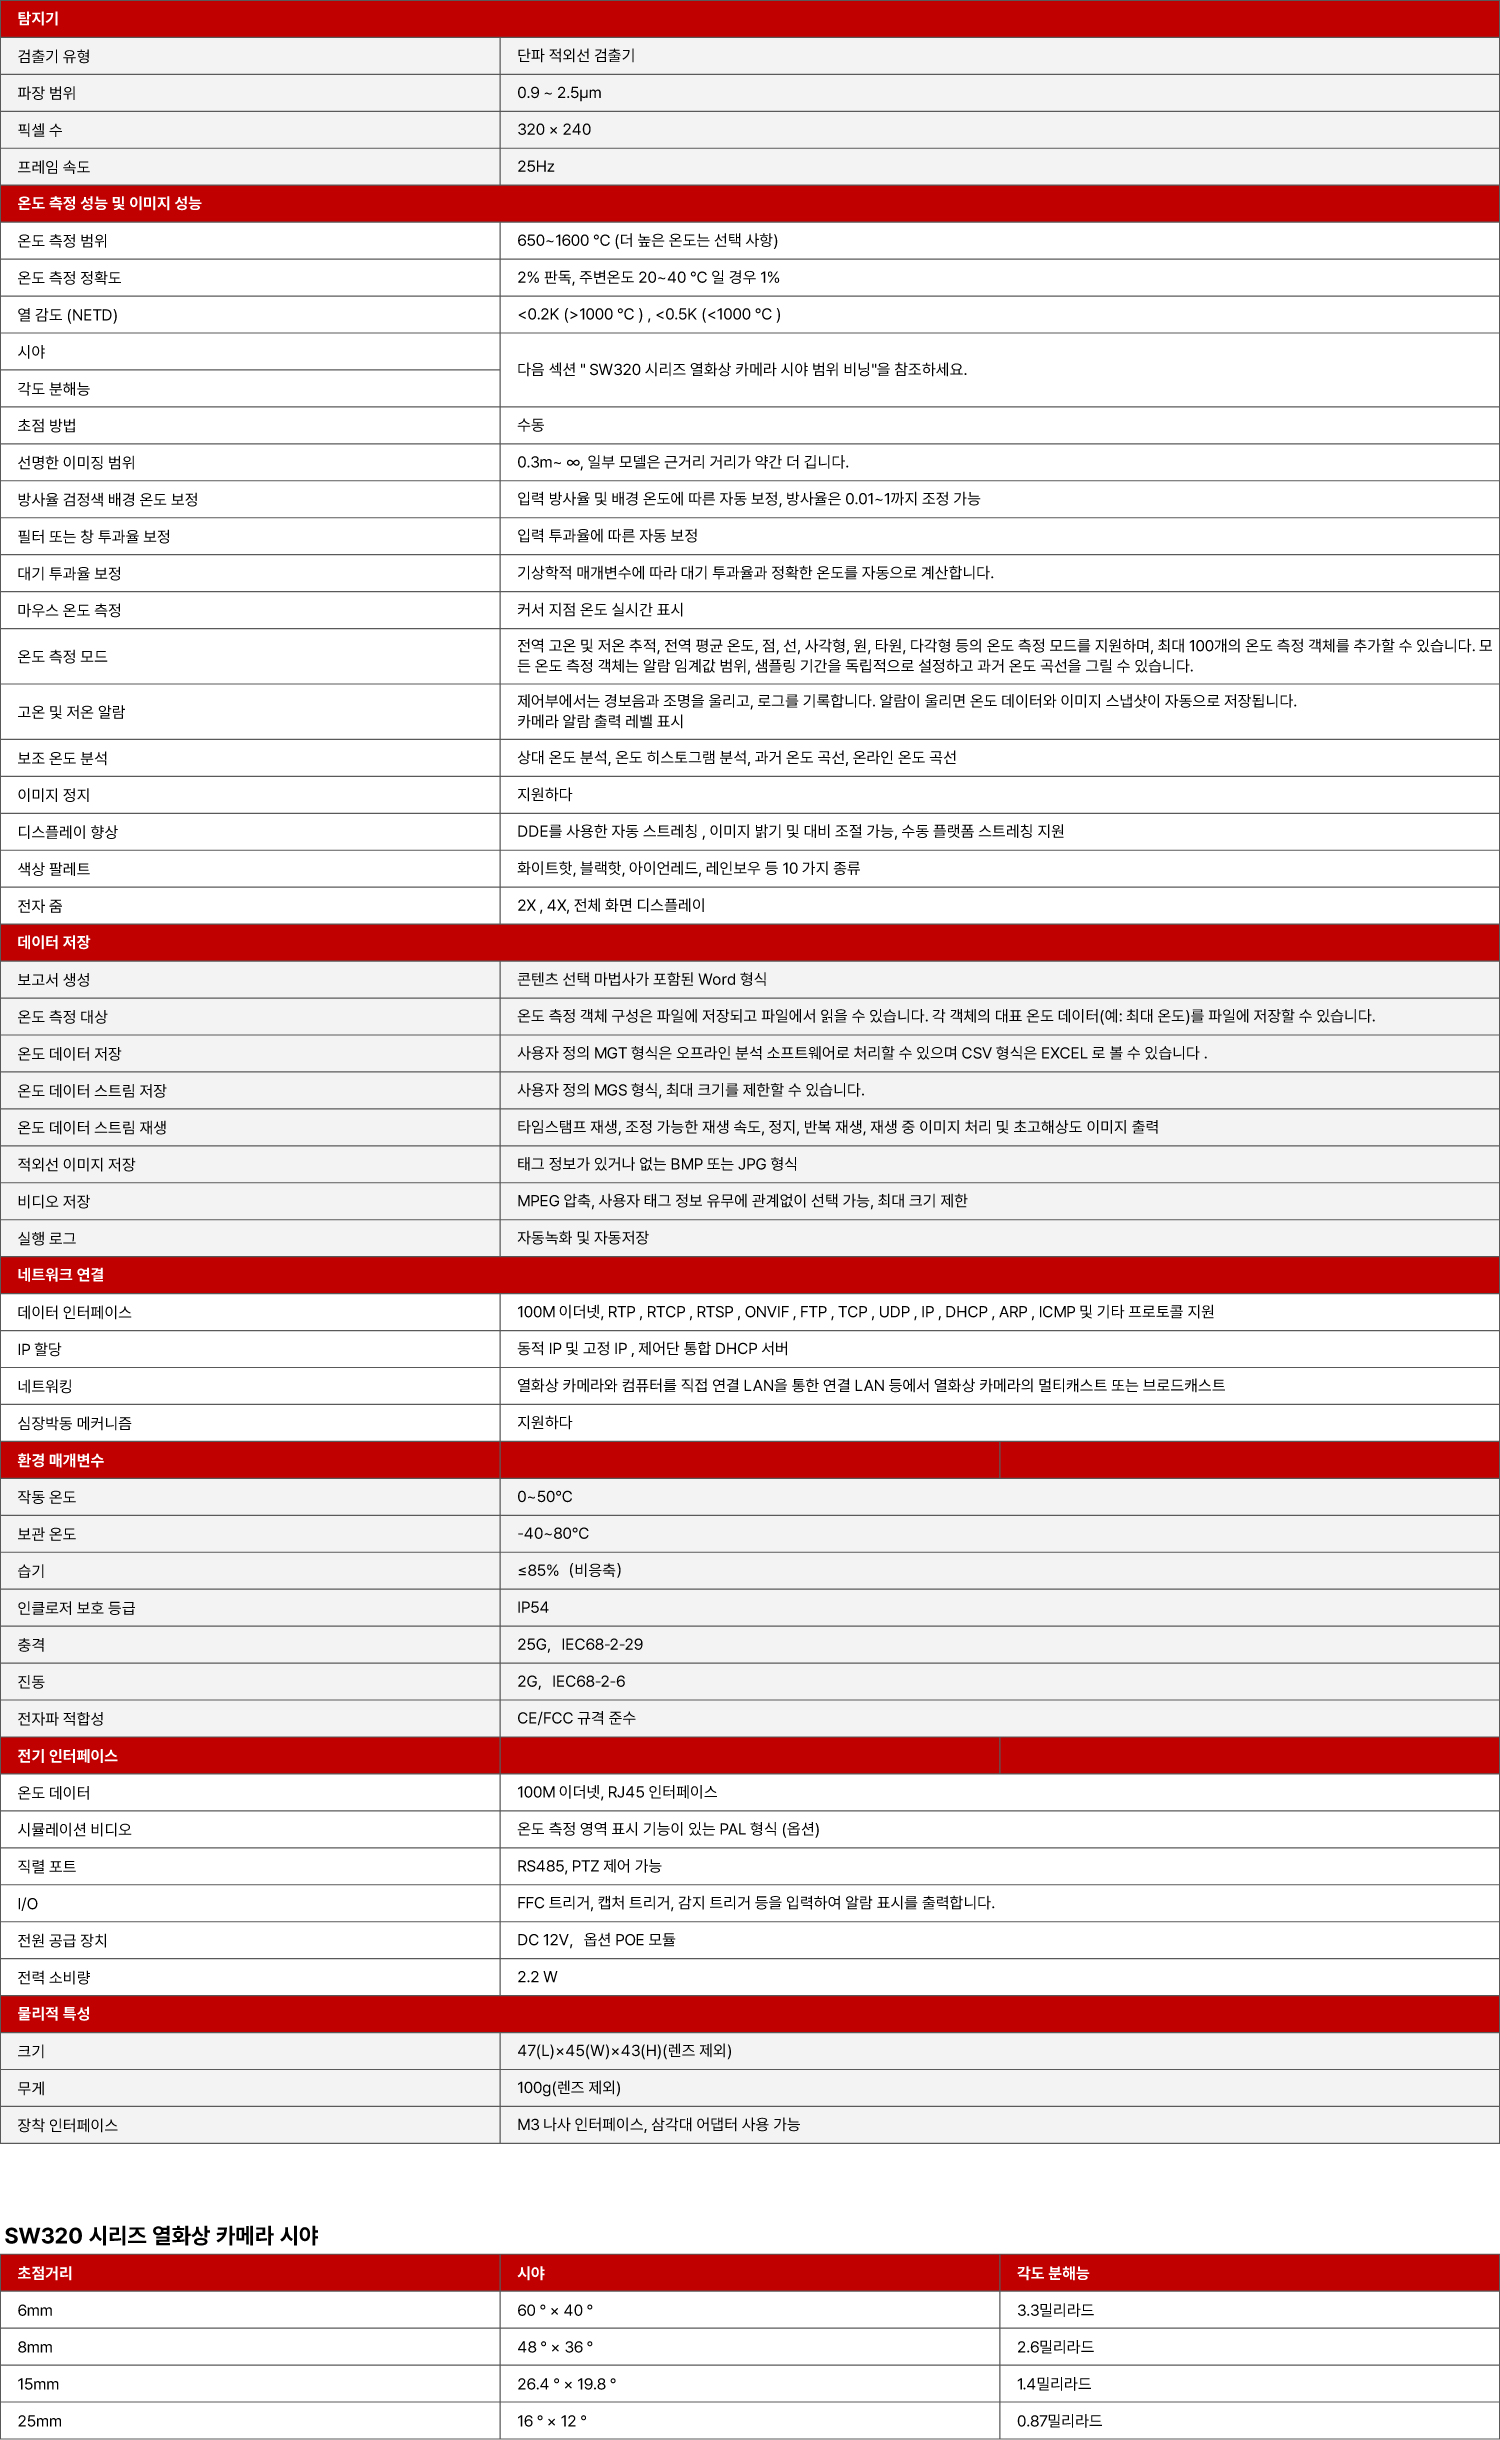 탐지기
검출기 유형
단파 적외선 검출기
파장 범위
0.9 ~ 2.5μm
픽셀 수
320 × 240
프레임 속도
25Hz
온도 측정 성능 및 이미지 성능
온도 측정 범위
650~1600 °C (더 높은 온도는 선택 사항)
온도 측정 정확도
2% 판독, 주변온도 20~40 °C 일 경우 1%
열 감도 (NETD)
<0.2K (>1000 °C ) , <0.5K (<1000 °C )
시야
다음 섹션 " SW320 시리즈 열화상 카메라 시야 범위 비닝"을 참조하세요.
각도 분해능
초점 방법
수동
선명한 이미징 범위
0.3m~ ∞, 일부 모델은 근거리 거리가 약간 더 깁니다.
방사율 검정색 배경 온도 보정
입력 방사율 및 배경 온도에 따른 자동 보정, 방사율은 0.01~1까지 조정 가능
필터 또는 창 투과율 보정
입력 투과율에 따른 자동 보정
대기 투과율 보정
기상학적 매개변수에 따라 대기 투과율과 정확한 온도를 자동으로 계산합니다.
마우스 온도 측정
커서 지점 온도 실시간 표시
온도 측정 모드
전역 고온 및 저온 추적, 전역 평균 온도, 점, 선, 사각형, 원, 타원, 다각형 등의 온도 측정 모드를 지원하며, 최대 100개의 온도 측정 객체를 추가할 수 있습니다. 모
든 온도 측정 객체는 알람 임계값 범위, 샘플링 기간을 독립적으로 설정하고 과거 온도 곡선을 그릴 수 있습니다.
고온 및 저온 알람
제어부에서는 경보음과 조명을 울리고, 로그를 기록합니다. 알람이 울리면 온도 데이터와 이미지 스냅샷이 자동으로 저장됩니다.
카메라 알람 출력 레벨 표시
보조 온도 분석
상대 온도 분석, 온도 히스토그램 분석, 과거 온도 곡선, 온라인 온도 곡선
이미지 정지
지원하다
디스플레이 향상
DDE를 사용한 자동 스트레칭 , 이미지 밝기 및 대비 조절 가능, 수동 플랫폼 스트레칭 지원
색상 팔레트
화이트핫, 블랙핫, 아이언레드, 레인보우 등 10 가지 종류
전자 줌
2X , 4X, 전체 화면 디스플레이
데이터 저장
보고서 생성
콘텐츠 선택 마법사가 포함된 Word 형식
온도 측정 대상
온도 측정 객체 구성은 파일에 저장되고 파일에서 읽을 수 있습니다. 각 객체의 대표 온도 데이터(예: 최대 온도)를 파일에 저장할 수 있습니다.
온도 데이터 저장
사용자 정의 MGT 형식은 오프라인 분석 소프트웨어로 처리할 수 있으며 CSV 형식은 EXCEL 로 볼 수 있습니다 .
온도 데이터 스트림 저장
사용자 정의 MGS 형식, 최대 크기를 제한할 수 있습니다.
온도 데이터 스트림 재생
타임스탬프 재생, 조정 가능한 재생 속도, 정지, 반복 재생, 재생 중 이미지 처리 및 초고해상도 이미지 출력
적외선 이미지 저장
태그 정보가 있거나 없는 BMP 또는 JPG 형식
비디오 저장
MPEG 압축, 사용자 태그 정보 유무에 관계없이 선택 가능, 최대 크기 제한
실행 로그
자동녹화 및 자동저장
네트워크 연결
데이터 인터페이스
100M 이더넷, RTP , RTCP , RTSP , ONVIF , FTP , TCP , UDP , IP , DHCP , ARP , ICMP 및 기타 프로토콜 지원
IP 할당
동적 IP 및 고정 IP , 제어단 통합 DHCP 서버
네트워킹
열화상 카메라와 컴퓨터를 직접 연결 LAN을 통한 연결 LAN 등에서 열화상 카메라의 멀티캐스트 또는 브로드캐스트
심장박동 메커니즘
지원하다
환경 매개변수
작동 온도
0~50°C
보관 온도
-40~80°C
습기
≤85%  (비응축)
인클로저 보호 등급
IP54
충격
25G,  IEC68-2-29
진동
2G,  IEC68-2-6
전자파 적합성
CE/FCC 규격 준수
전기 인터페이스
온도 데이터
100M 이더넷, RJ45 인터페이스
시뮬레이션 비디오
온도 측정 영역 표시 기능이 있는 PAL 형식 (옵션)
직렬 포트
RS485, PTZ 제어 가능
I/O
FFC 트리거, 캡처 트리거, 감지 트리거 등을 입력하여 알람 표시를 출력합니다.
전원 공급 장치
DC 12V,  옵션 POE 모듈
전력 소비량
2.2 W
물리적 특성
크기
47(L)×45(W)×43(H)(렌즈 제외)
무게
100g(렌즈 제외)
장착 인터페이스
M3 나사 인터페이스, 삼각대 어댑터 사용 가능
SW320 시리즈 열화상 카메라 시야
초점거리
시야
각도 분해능
6mm
60 ° × 40 °
3.3밀리라드
8mm
48 ° × 36 °
2.6밀리라드
15mm
26.4 ° × 19.8 °
1.4밀리라드
25mm
16 ° × 12 °
0.87밀리라드